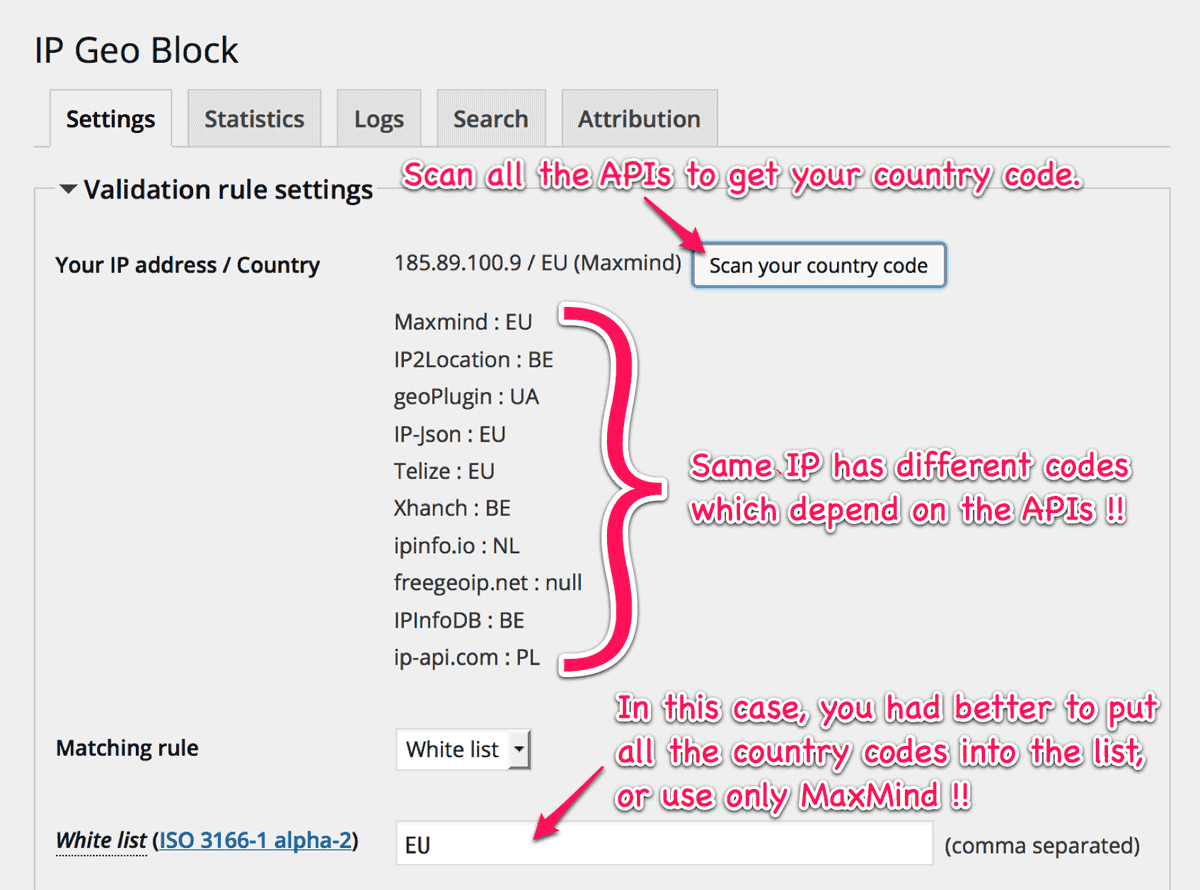 IP Geo Block
Settings
Statistics
Logs
Search
Attribution
Scan all the APIs to get your country code.
Validation rule settings
Your IP address / Country
185.89.100.9 / EU (Maxmind)
Scan your country code
Maxmind : EU
IP2Location : BE
geoPlugin : UA
IP-Json : EU
Telize : EU
Xhanch : BE
ipinfo.io : NL
freegeoip.net : null
IPInfoDB : BE
ip-api.com : PL
Same IP has different codes
which depend on the APIs !!
In this case, you had better to put
all the country codes into the list,
or use only MaxMind !!
Matching rule
White list
White list (ISO 3166-1 alpha-2)
EU
(comma separated)